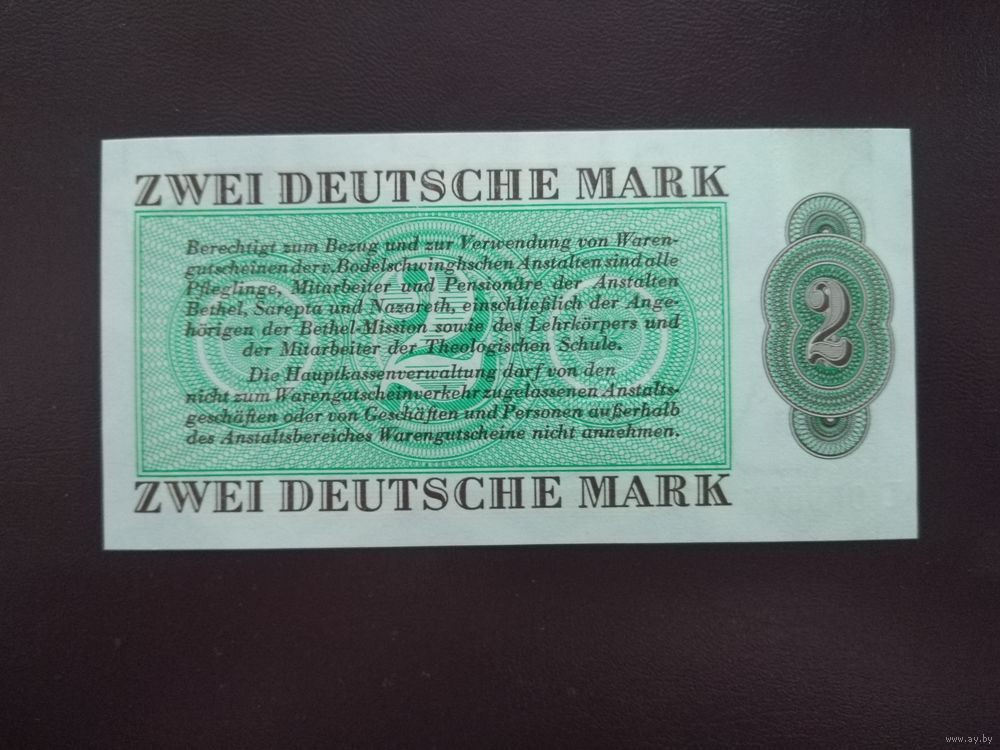 ZWEI DEUTSCHE MARK
Berechtigt zum Bezug und zur Verwendung von Waren-
gutscheinen der v. Bodelschwinghschen Anstalten sind alle
Pfleglinge, Mitarbeiter und Pensionäre der Anstalten
Bethel, Sarepta und Nazareth, einschließlich der Ange-
hörigen der Bethel-Mission sowie des Lehrkörpers und
der Mitarbeiter der Theologischen Schule.
Die Hauptkassenverwaltung darf von den
nicht zum Warengutscheinverkehr zugelassenen Anstalts-
geschäften oder von Geschäften und Personen außerhalb
des Anstaltsbereiches Warengutscheine nicht annehmen.
2
ZWEI DEUTSCHE MARK
2
www.ay.by